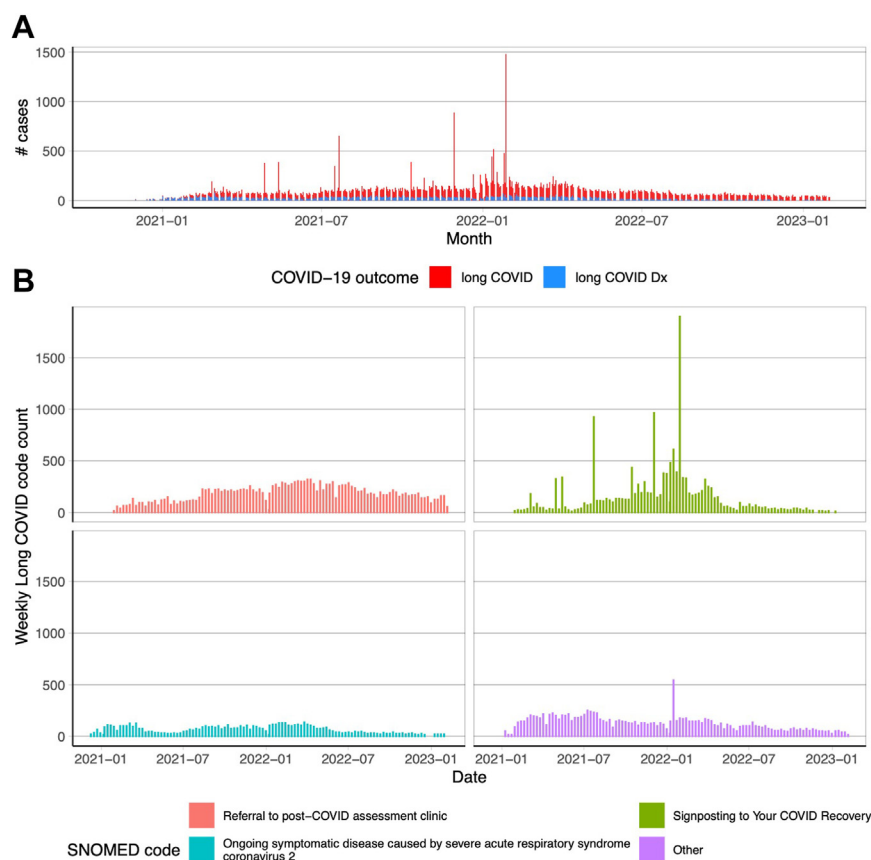 A
1500
1000
500
0
# cases
2021−01
2021−07
2022−01
2022−07
2023−01
Month
COVID−19 outcome
long COVID
long COVID Dx
B
Weekly Long COVID code count
1500
1000
500
0
1500
1000
500
0
2021−01
2021−07
2022−01
2022−07
2023−01
2021−01
2021−07
2022−01
2022−07
2023−01
Date
SNOMED code
Referral to post−COVID assessment clinic
Ongoing symptomatic disease caused by severe acute respiratory syndrome
coronavirus 2
Signposting to Your COVID Recovery
Other